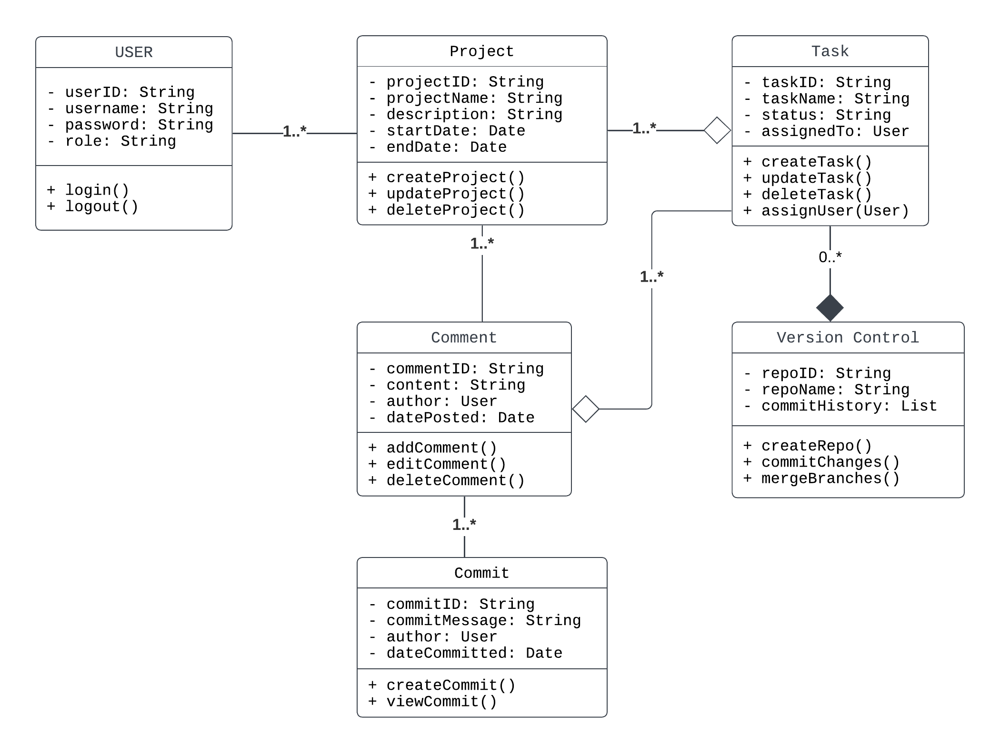 USER
- userID: String
- username: String
- password: String
- role: String
+ login()
+ logout()
1..*
Project
- projectID: String
- projectName: String
- description: String
- startDate: Date
- endDate: Date
+ createProject()
+ updateProject()
+ deleteProject()
1..*
Task
- taskID: String
- taskName: String
- status: String
- assignedTo: User
+ createTask()
+ updateTask()
+ deleteTask()
+ assignUser(User)
1..*
1..*
0..*
Comment
- commentID: String
- content: String
- author: User
- datePosted: Date
+ addComment()
+ editComment()
+ deleteComment()
Version Control
- repoID: String
- repoName: String
- commitHistory: List
+ createRepo()
+ commitChanges()
+ mergeBranches()
1..*
Commit
- commitID: String
- commitMessage: String
- author: User
- dateCommitted: Date
+ createCommit()
+ viewCommit()